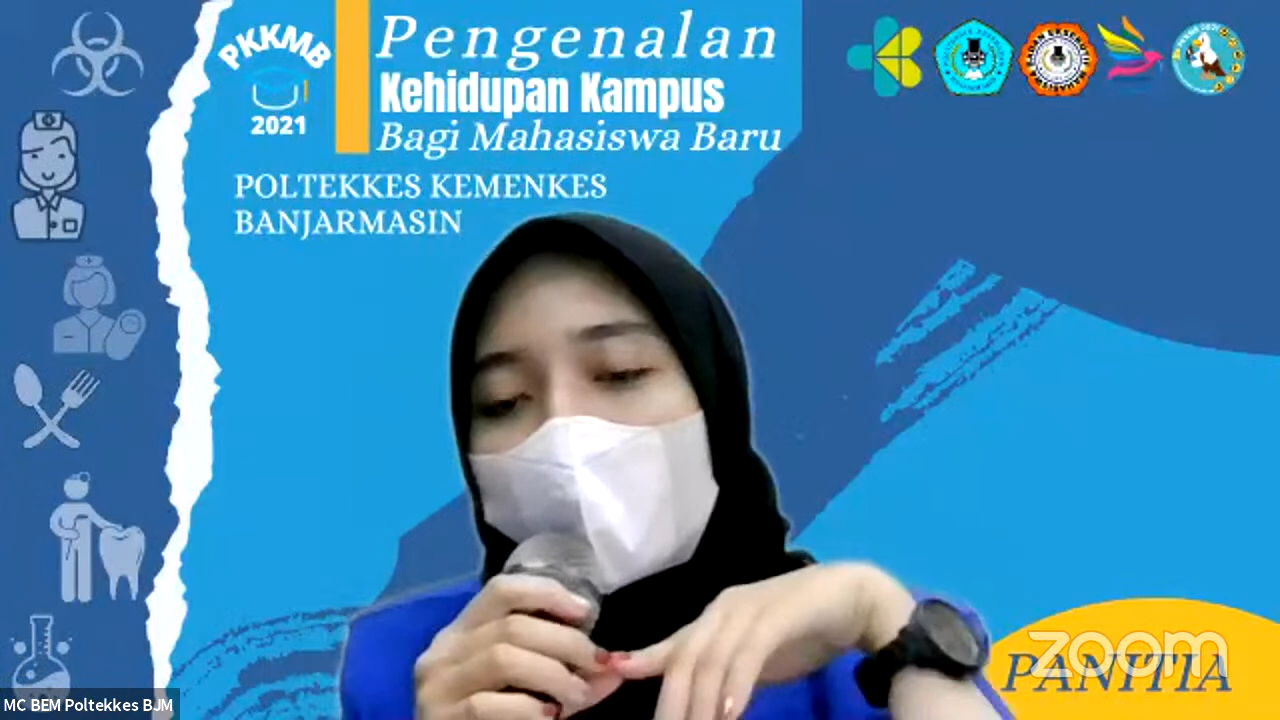 PKKMB
2021
Pengenalan
Kehidupan Kampus
Bagi Mahasiswa Baru
POLTEKKES KEMENKES
BANJARMASIN
PANITIA
zoom
MC BEM Poltekkes BJM